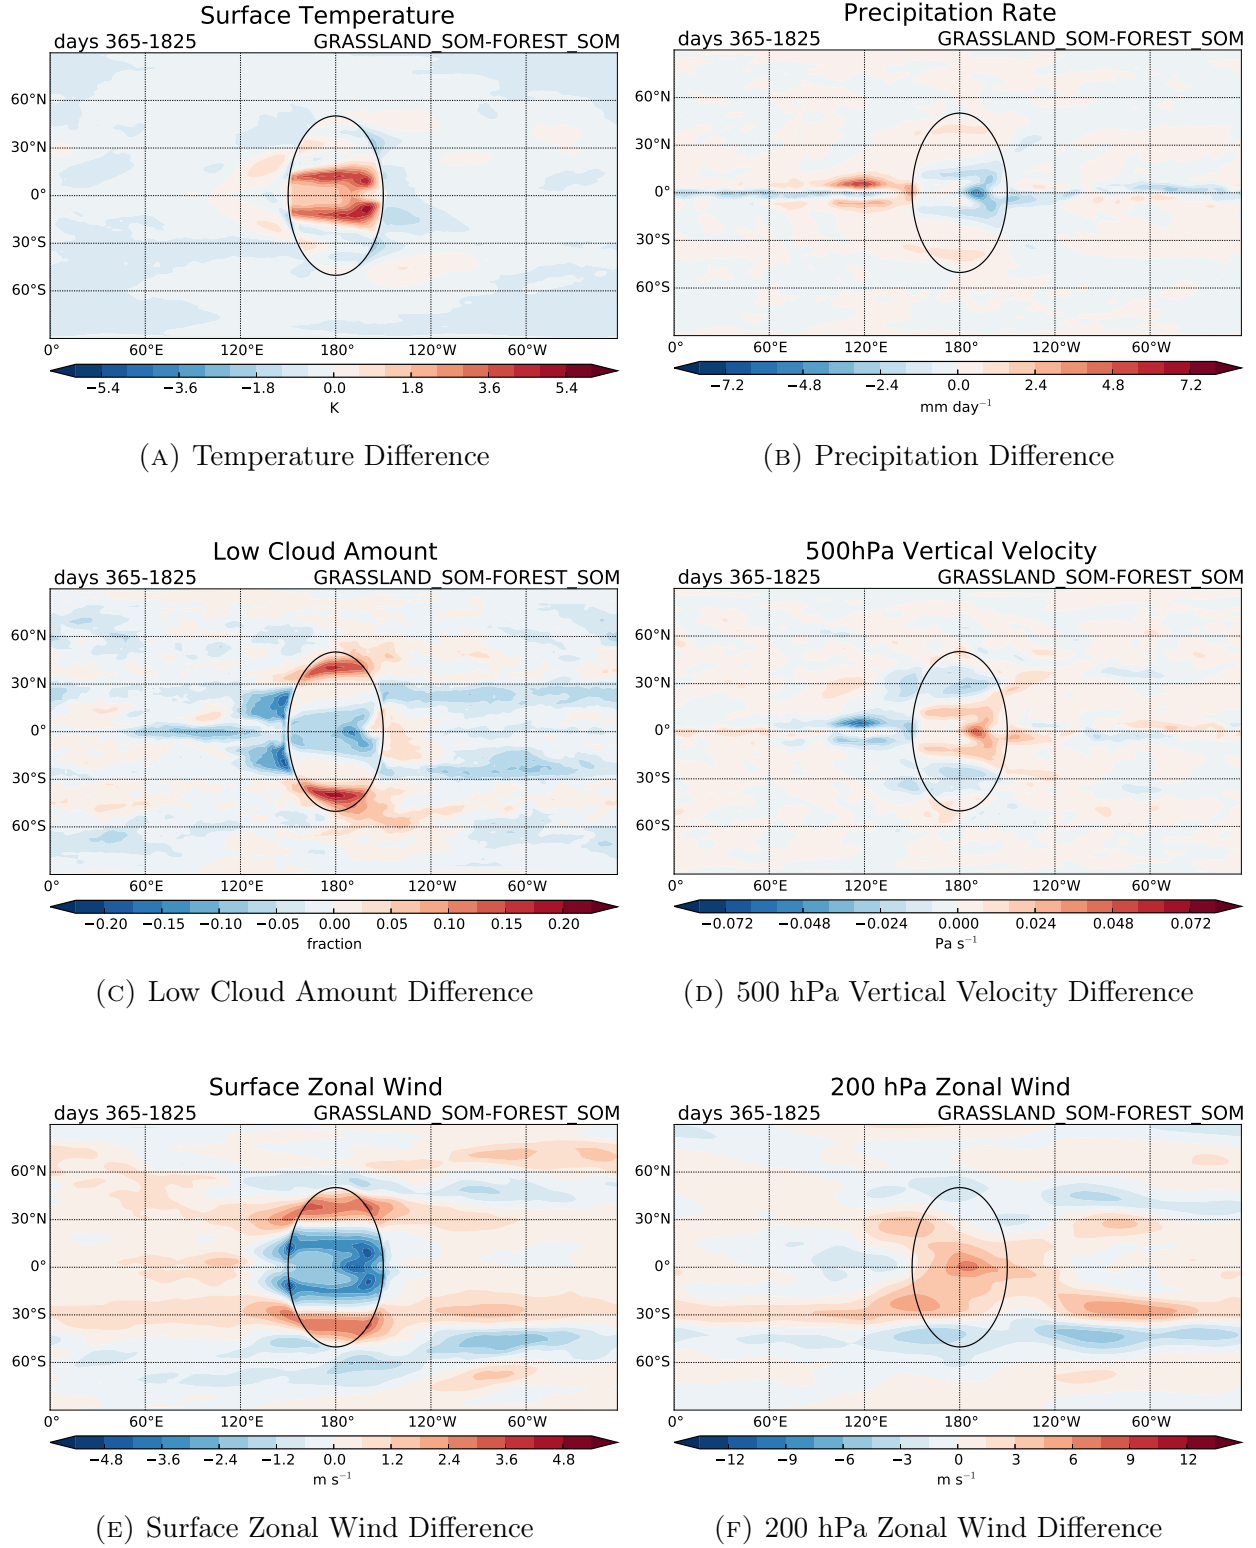 Surface Temperature
days 365-1825 GRASSLAND_SOM-FOREST_SOM
60°N
30°N
0°
30°S
60°S
0° 60°E 120°E 180° 120°W 60°W
−5.4 −3.6 −1.8 0.0 1.8 3.6 5.4
K
(A) Temperature Difference
Precipitation Rate
days 365-1825 GRASSLAND_SOM-FOREST_SOM
60°N
30°N
0°
30°S
60°S
0° 60°E 120°E 180° 120°W 60°W
−7.2 −4.8 −2.4 0.0 2.4 4.8 7.2
mm day⁻¹
(B) Precipitation Difference
Low Cloud Amount
days 365-1825 GRASSLAND_SOM-FOREST_SOM
60°N
30°N
0°
30°S
60°S
0° 60°E 120°E 180° 120°W 60°W
−0.20 −0.15 −0.10 −0.05 0.00 0.05 0.10 0.15 0.20
fraction
(C) Low Cloud Amount Difference
500hPa Vertical Velocity
days 365-1825 GRASSLAND_SOM-FOREST_SOM
60°N
30°N
0°
30°S
60°S
0° 60°E 120°E 180° 120°W 60°W
−0.072 −0.048 −0.024 0.000 0.024 0.048 0.072
Pa s⁻¹
(D) 500 hPa Vertical Velocity Difference
Surface Zonal Wind
days 365-1825 GRASSLAND_SOM-FOREST_SOM
60°N
30°N
0°
30°S
60°S
0° 60°E 120°E 180° 120°W 60°W
−4.8 −3.6 −2.4 −1.2 0.0 1.2 2.4 3.6 4.8
m s⁻¹
(E) Surface Zonal Wind Difference
200 hPa Zonal Wind
days 365-1825 GRASSLAND_SOM-FOREST_SOM
60°N
30°N
0°
30°S
60°S
0° 60°E 120°E 180° 120°W 60°W
−12 −9 −6 −3 0 3 6 9 12
m s⁻¹
(F) 200 hPa Zonal Wind Difference